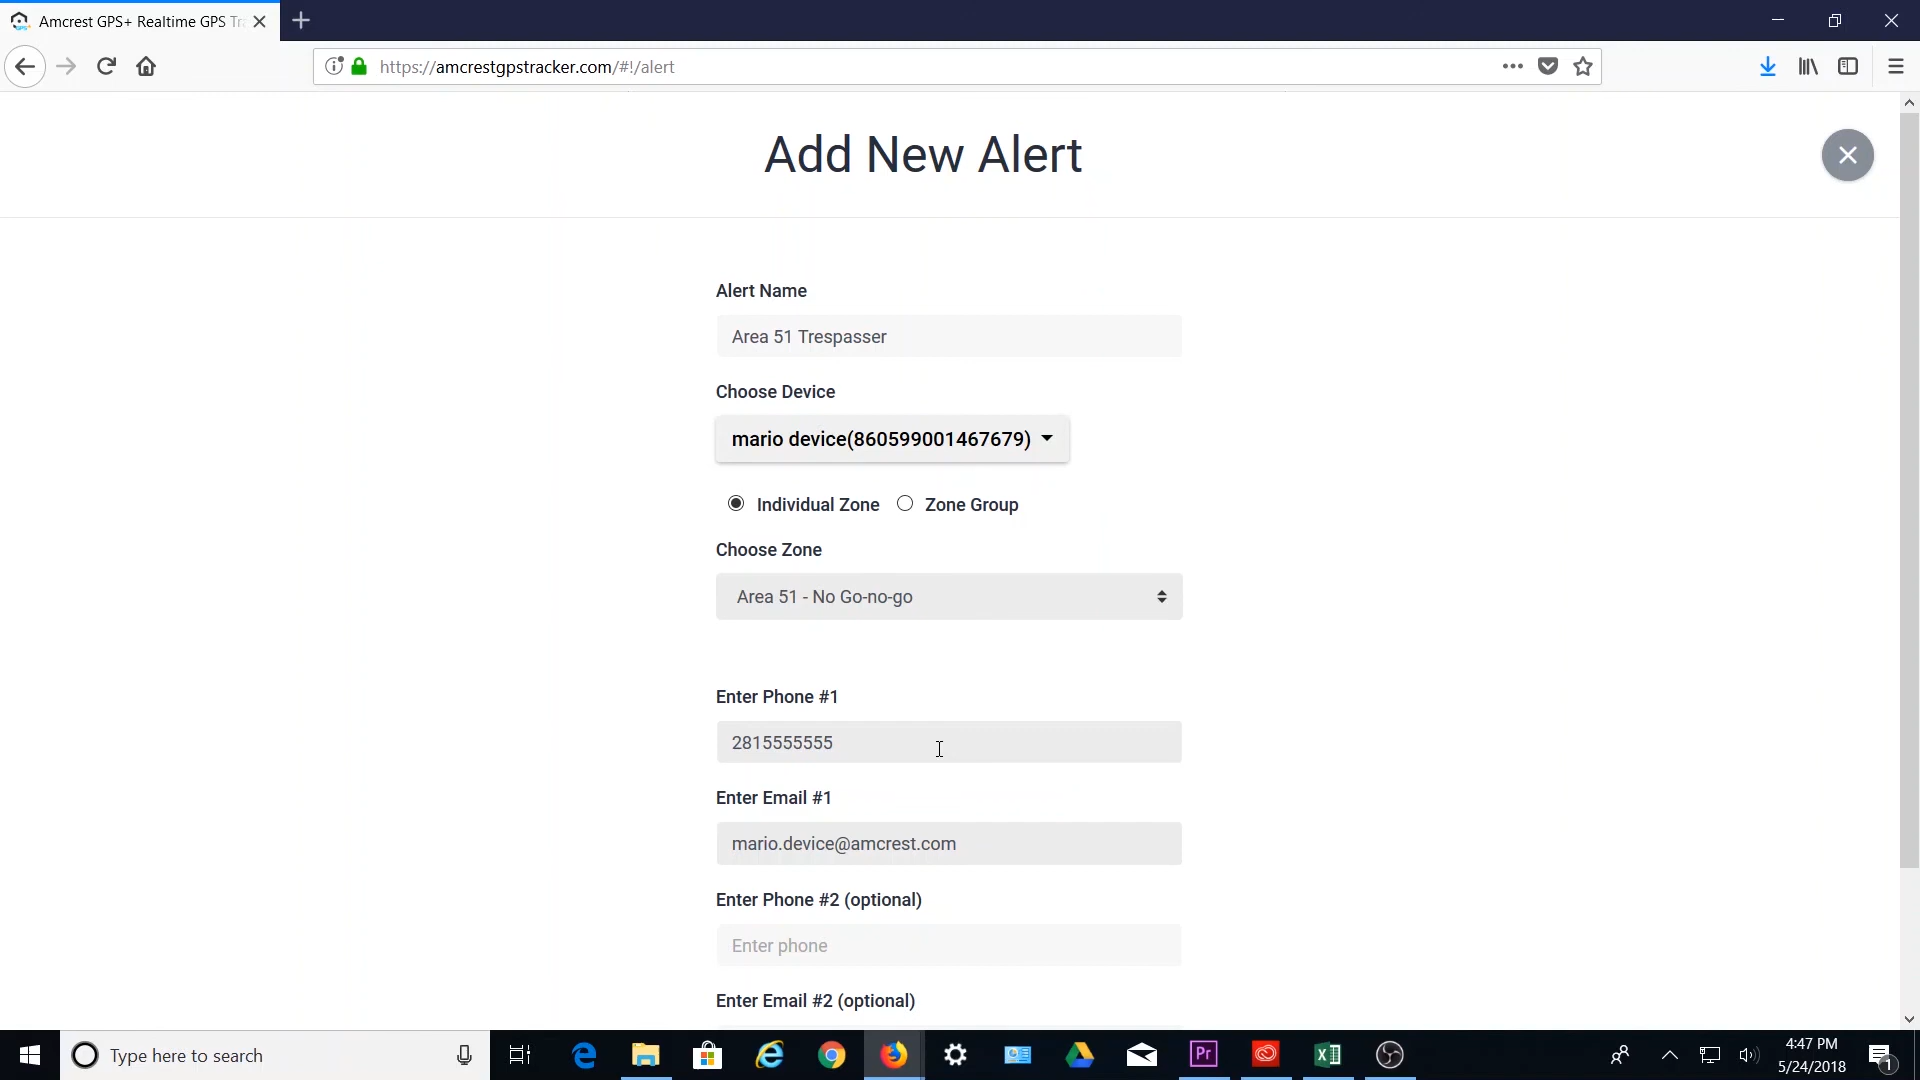 Amcrest GPS+ Realtime GPS Tr
https://amcrestgpstracker.com/#!/alert
Add New Alert
Alert Name
Area 51 Trespasser
Choose Device
mario device(860599001467679)
Individual Zone Zone Group
Choose Zone
Area 51 - No Go-no-go
Enter Phone #1
2815555555
Enter Email #1
mario.device@amcrest.com
Enter Phone #2 (optional)
Enter phone
Enter Email #2 (optional)
Type here to search
Pr
4:47 PM
5/24/2018
1